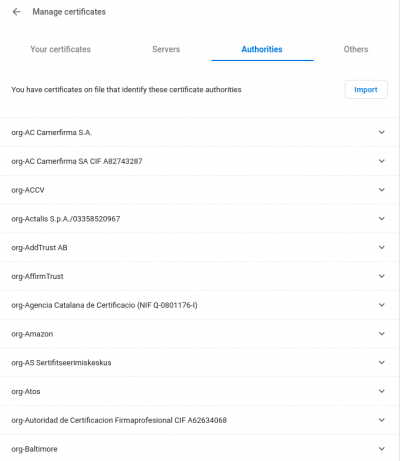 Manage certificates
Your certificates
Servers
Authorities
Others
You have certificates on file that identify these certificate authorities
Import
org-AC Camerfirma S.A.
org-AC Camerfirma SA CIF A82743287
org-ACCV
org-Actalis S.p.A./03358520967
org-AddTrust AB
org-AffirmTrust
org-Agencia Catalana de Certificacio (NIF Q-0801176-I)
org-Amazon
org-AS Sertifitseerimiskeskus
org-Atos
org-Autoridad de Certificacion Firmaprofesional CIF A62634068
org-Baltimore